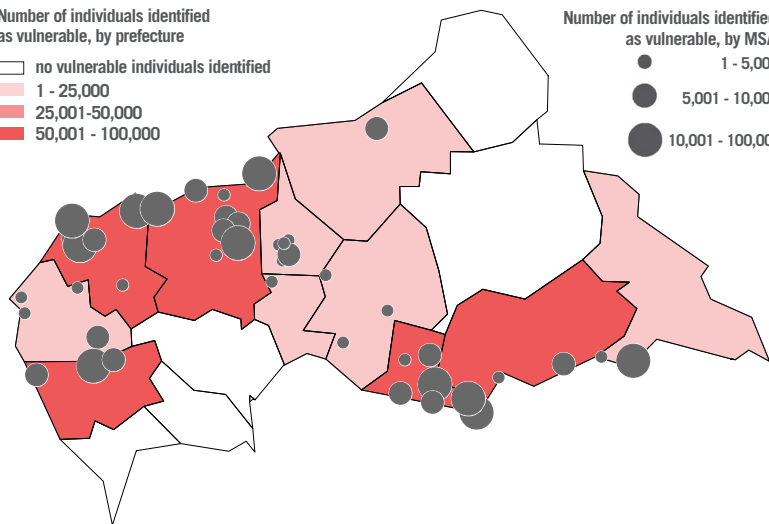 Number of individuals identified
as vulnerable, by prefecture
no vulnerable individuals identified
1 - 25,000
25,001-50,000
50,001 - 100,000
Number of individuals identified
as vulnerable, by MSA
1 - 5,00
5,001 - 10,00
10,001 - 100,00